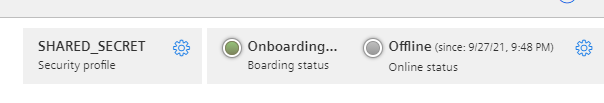 SHARED_SECRET
Security profile
Onboarding...
Boarding status
Offline (since: 9/27/21, 9:48 PM)
Online status